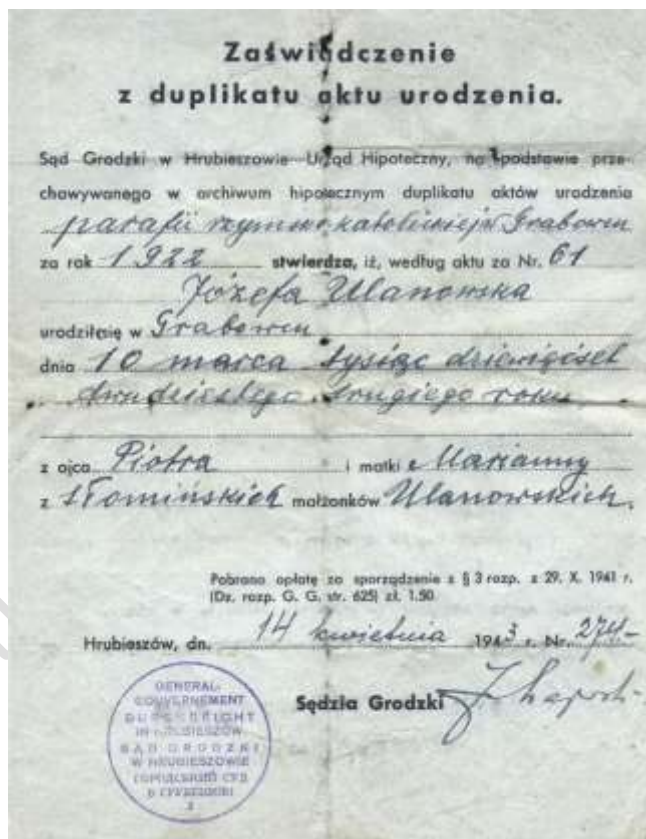 Zaświadczenie
z duplikatu aktu urodzenia.
Sąd Grodzki w Hrubieszowie—Urząd Hipoteczny, na podstawie prze-
chowywanego w archiwum hipotecznym duplikatu aktów urodzenia
parafii rzymsko-katolickiej w Grabowcu
za rok 1922 stwierdza, iż, według aktu za Nr. 61
Józefa Ulanowska
urodziła się w Grabowcu
dnia 10 marca tysiąc dziewięćset
dwudziestego drugiego roku
z ojca Piotra i matki Marianny
z Słomińskich małżonków Ulanowskich.
Pobrano opłatę za sporządzenie z § 3 rozp. z 29. X. 1941 r.
(Dz. rozp. G. G. str. 625) zł. 1.50.
Hrubieszów, dn. 14 kwietnia 1943 r. Nr. 274
Sędzia Grodzki
GENERAL-
GOUVERNEMENT
BURGGERICHT
IN HRUBIESZÓW
SĄD GRODZKI
W HRUBIESZOWIE